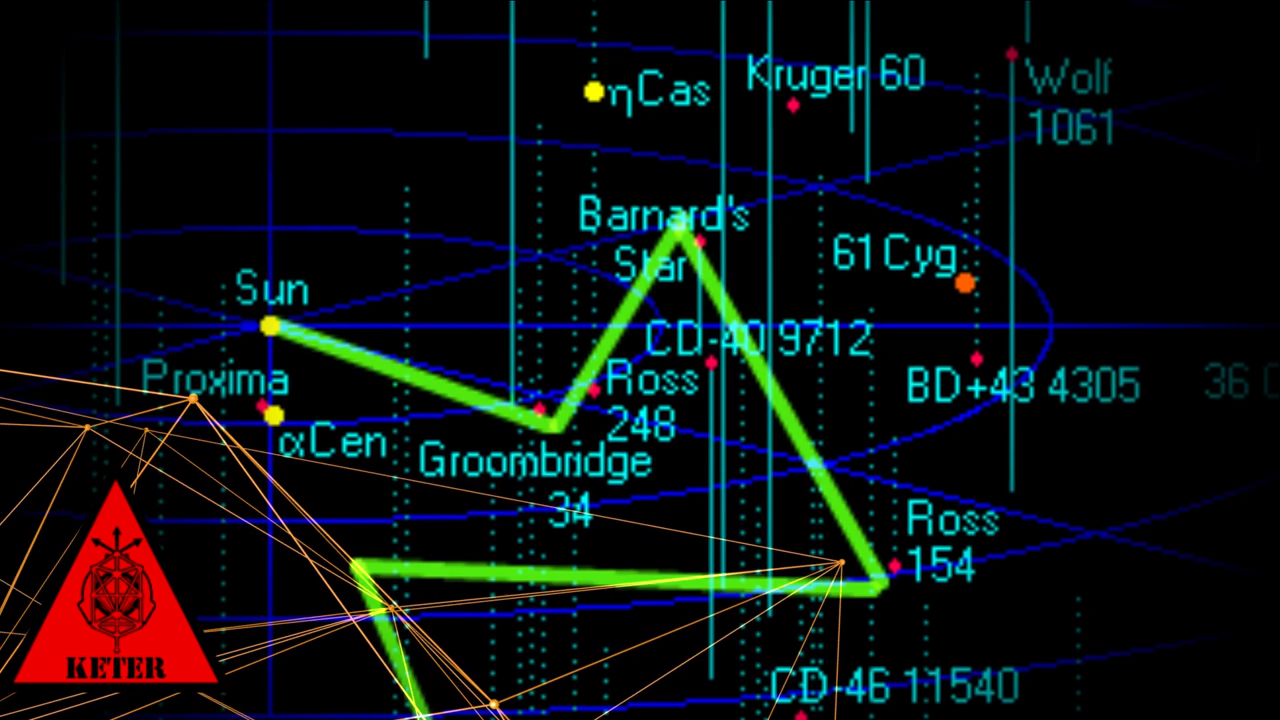 ηCas
Kruger 60
Wolf
1061
Barnard's
Star
61 Cyg
Sun
CD-40 9712
Proxima
Ross
248
BD+43 4305
αCen
Groombridge
34
Ross
154
KETER
CD-46 11540